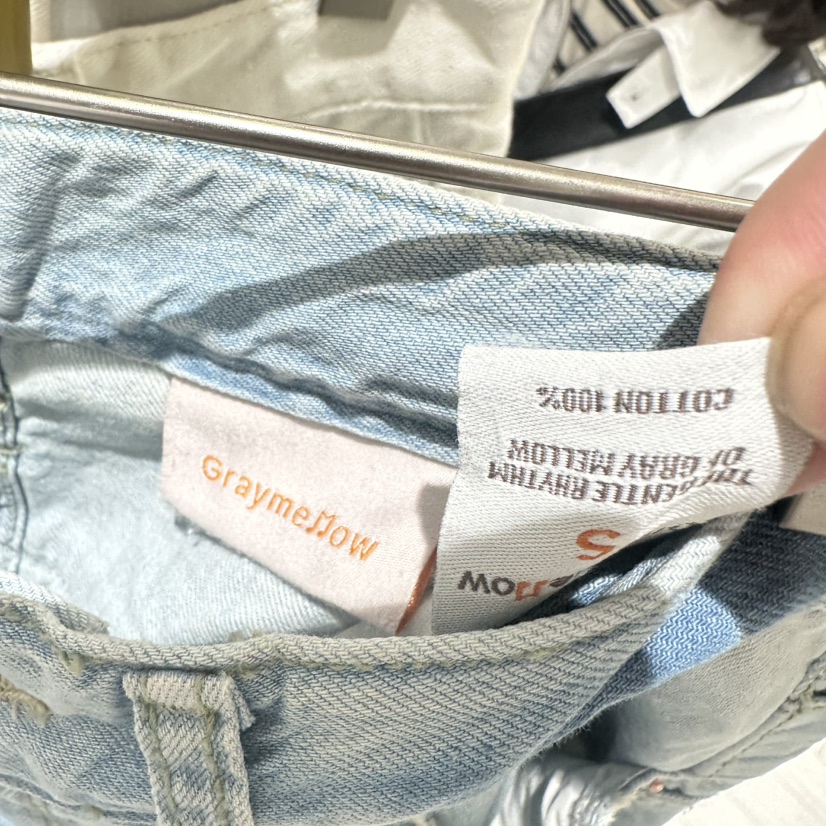 Graymellow
COTTON 100%
THE GENTLE RHYTHM
OF GRAY MELLOW
S